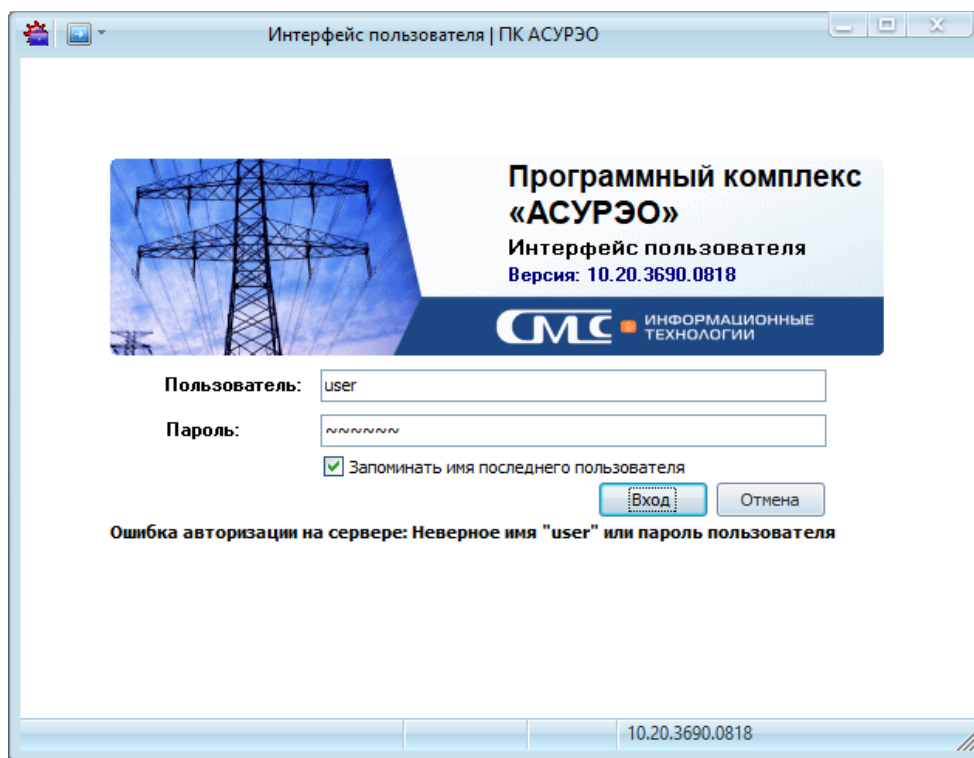 Интерфейс пользователя | ПК АСУРЭО
Программный комплекс
«АСУРЭО»
Интерфейс пользователя
Версия: 10.20.3690.0818
СМС ИНФОРМАЦИОННЫЕ
ТЕХНОЛОГИИ
Пользователь: user
Пароль: ~~~~~~
Запоминать имя последнего пользователя
Вход Отмена
Ошибка авторизации на сервере: Неверное имя "user" или пароль пользователя
10.20.3690.0818